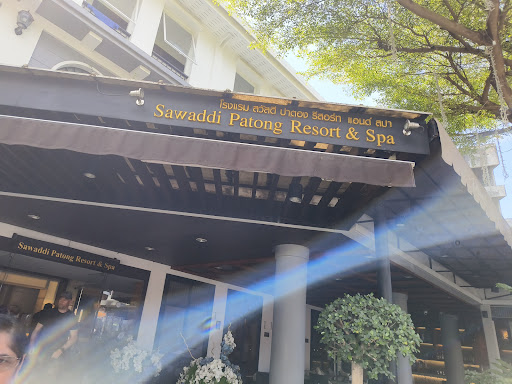 โรงแรม สวัสดี ป่าตอง รีสอร์ท แอนด์ สปา
Sawaddi Patong Resort & Spa
Sawaddi Patong Resort & Spa